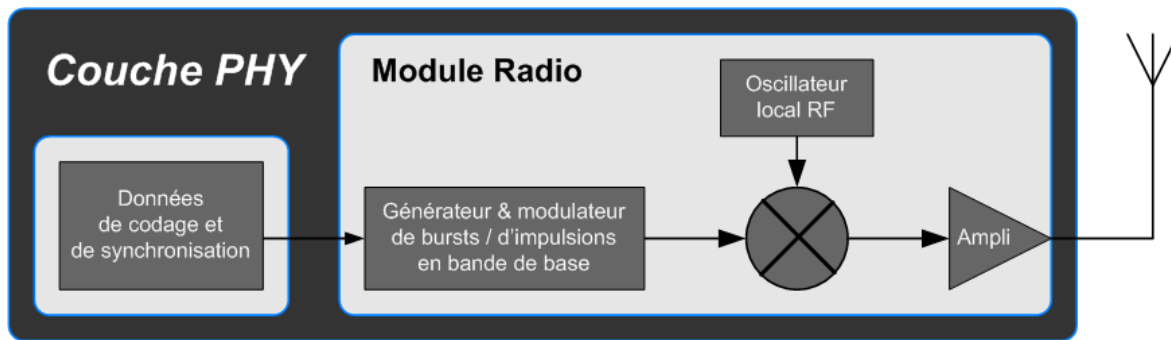 Couche PHY
Module Radio
Oscillateur
local RF
Données
de codage et
de synchronisation
Générateur & modulateur
de bursts / d'impulsions
en bande de base
Ampli